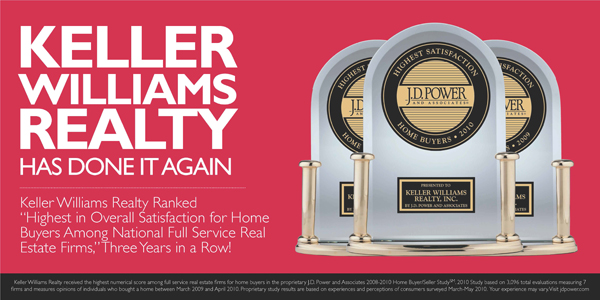 KELLER
WILLIAMS
REALTY
HAS DONE IT AGAIN
Keller Williams Realty Ranked
“Highest in Overall Satisfaction for Home
Buyers Among National Full Service Real
Estate Firms,” Three Years in a Row!
HIGHEST SATISFACTION
J.D. POWER
AND ASSOCIATES®
HOME BUYERS • 2010
PRESENTED TO
KELLER WILLIAMS
REALTY, INC.
BY J.D. POWER AND ASSOCIATES
HIGHEST
J.D.
HOME
K
BY J.D.
SATISFACTION
POWER
ASSOCIATES®
• 2009
Keller Williams Realty received the highest numerical score among full service real estate firms for home buyers in the proprietary J.D. Power and Associates 2008-2010 Home Buyer/Seller Study℠. 2010 Study based on 3,096 total evaluations measuring 7
firms and measures opinions of individuals who bought a home between March 2009 and April 2010. Proprietary study results are based on experiences and perceptions of consumers surveyed March-May 2010. Your experience may vary. Visit jdpower.com